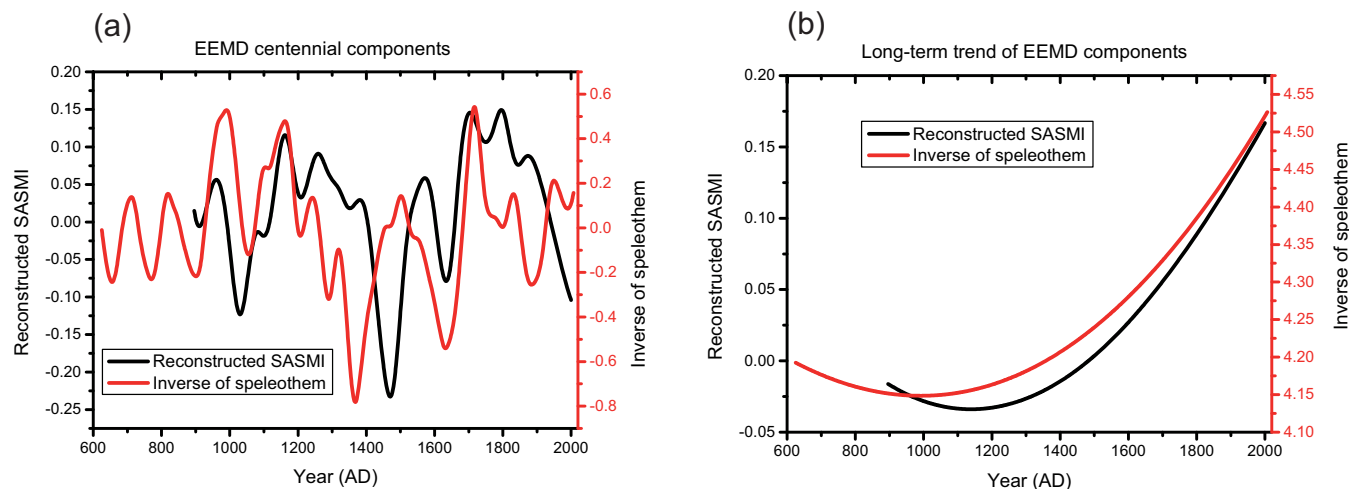 (a)
EEMD centennial components
0.20
0.15
0.10
0.05
0.00
-0.05
-0.10
-0.15
-0.20
-0.25
Reconstructed SASMI
0.6
0.4
0.2
0.0
-0.2
-0.4
-0.6
-0.8
Inverse of speleothem
Reconstructed SASMI
Inverse of speleothem
600 800 1000 1200 1400 1600 1800 2000
Year (AD)
(b)
Long-term trend of EEMD components
0.20
0.15
0.10
0.05
0.00
-0.05
Reconstructed SASMI
4.55
4.50
4.45
4.40
4.35
4.30
4.25
4.20
4.15
4.10
Inverse of speleothem
Reconstructed SASMI
Inverse of speleothem
600 800 1000 1200 1400 1600 1800 2000
Year (AD)